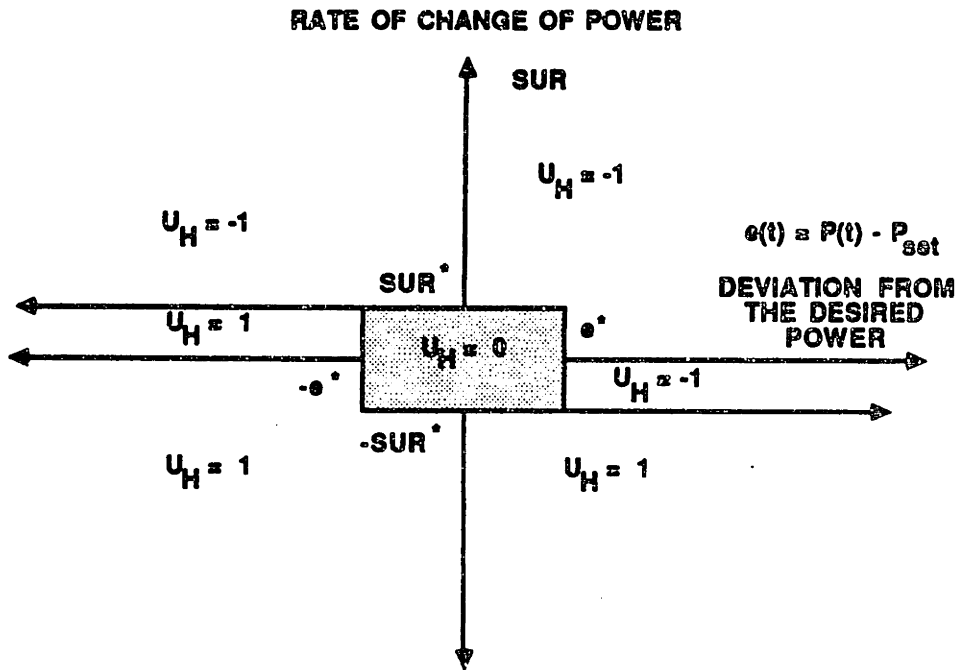 RATE OF CHANGE OF POWER
SUR
U_H = -1
U_H = -1
e(t) = P(t) - P_set
SUR*
DEVIATION FROM
THE DESIRED
POWER
U_H = 1
e*
U_H = 0
-e*
U_H = -1
-SUR*
U_H = 1
U_H = 1